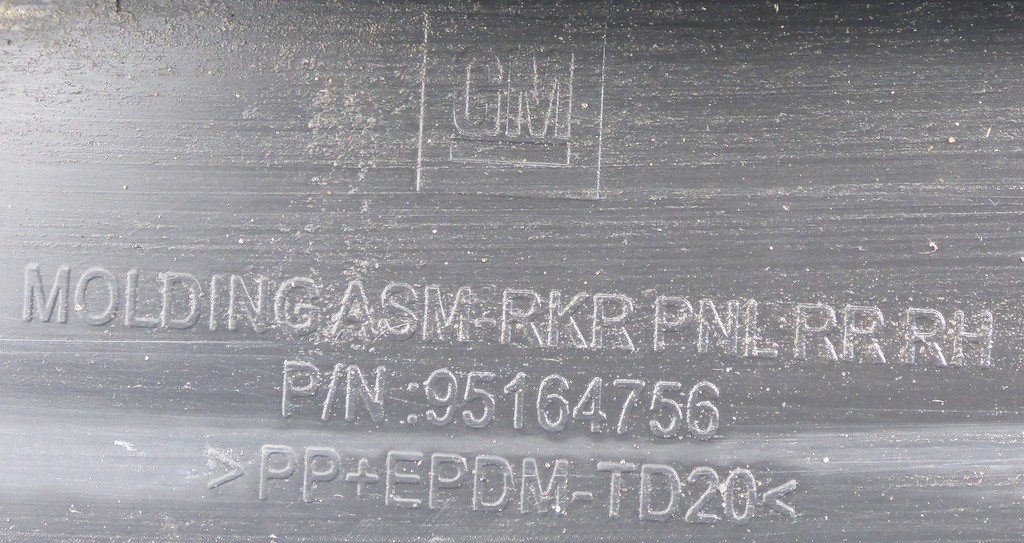 GM
MOLDING ASM-RKR PNL RR RH
P/N :95164756
>PP+EPDM-TD20<